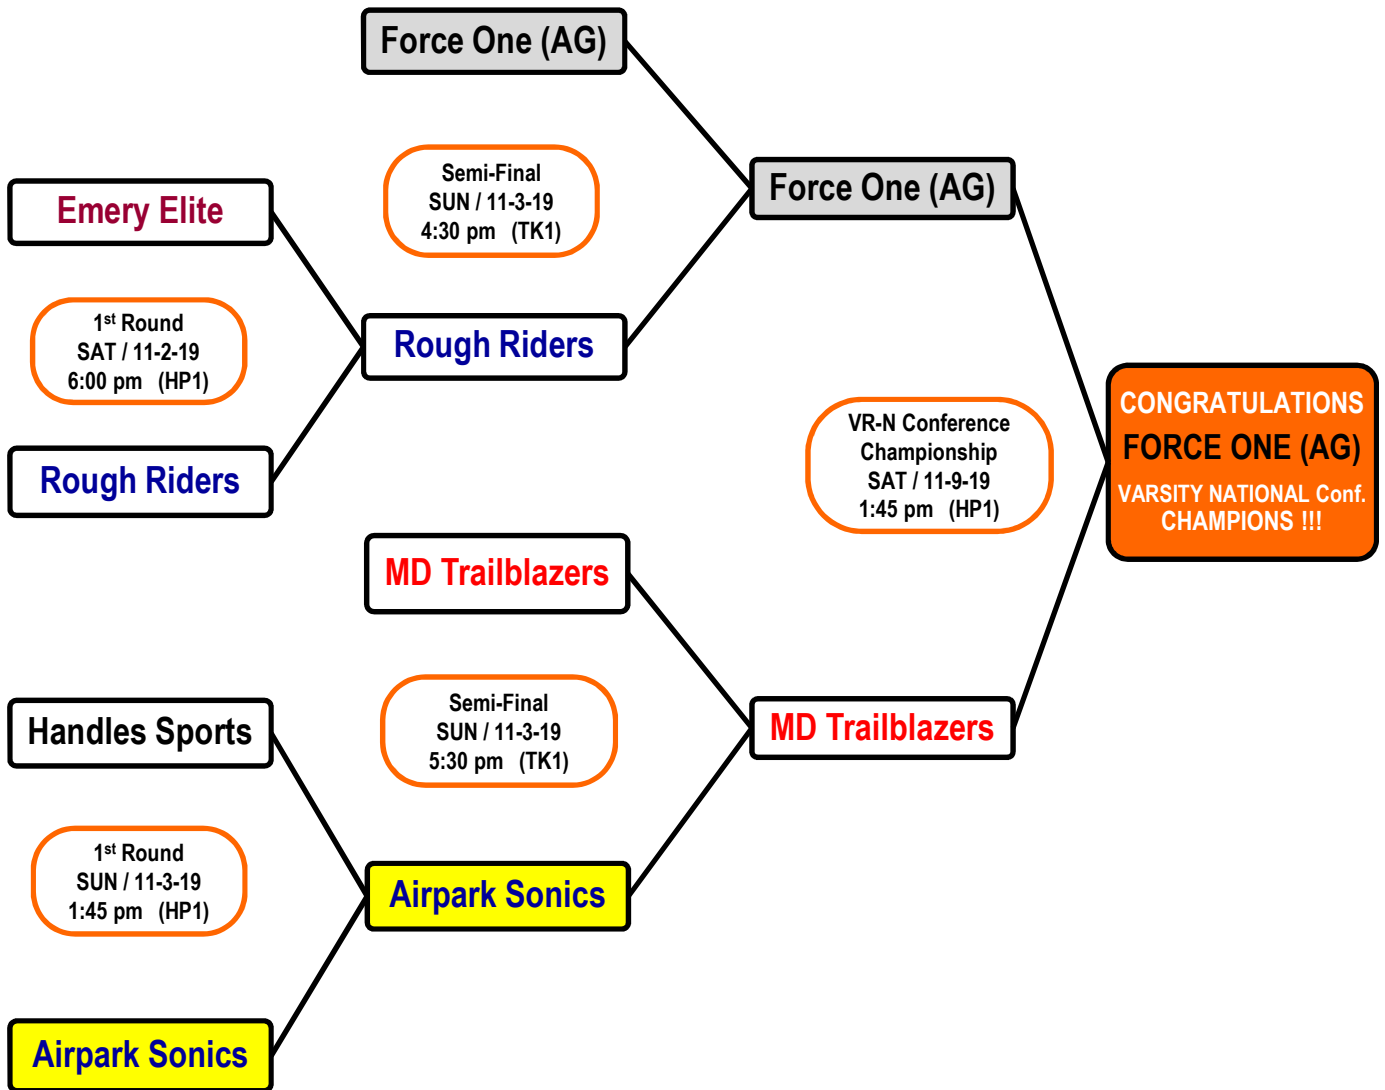 Force One (AG)
Semi-Final
SUN / 11-3-19
4:30 pm (TK1)
Force One (AG)
Emery Elite
1st Round
SAT / 11-2-19
6:00 pm (HP1)
Rough Riders
Rough Riders
VR-N Conference
Championship
SAT / 11-9-19
1:45 pm (HP1)
CONGRATULATIONS
FORCE ONE (AG)
VARSITY NATIONAL Conf.
CHAMPIONS !!!
MD Trailblazers
Semi-Final
SUN / 11-3-19
5:30 pm (TK1)
MD Trailblazers
Handles Sports
1st Round
SUN / 11-3-19
1:45 pm (HP1)
Airpark Sonics
Airpark Sonics